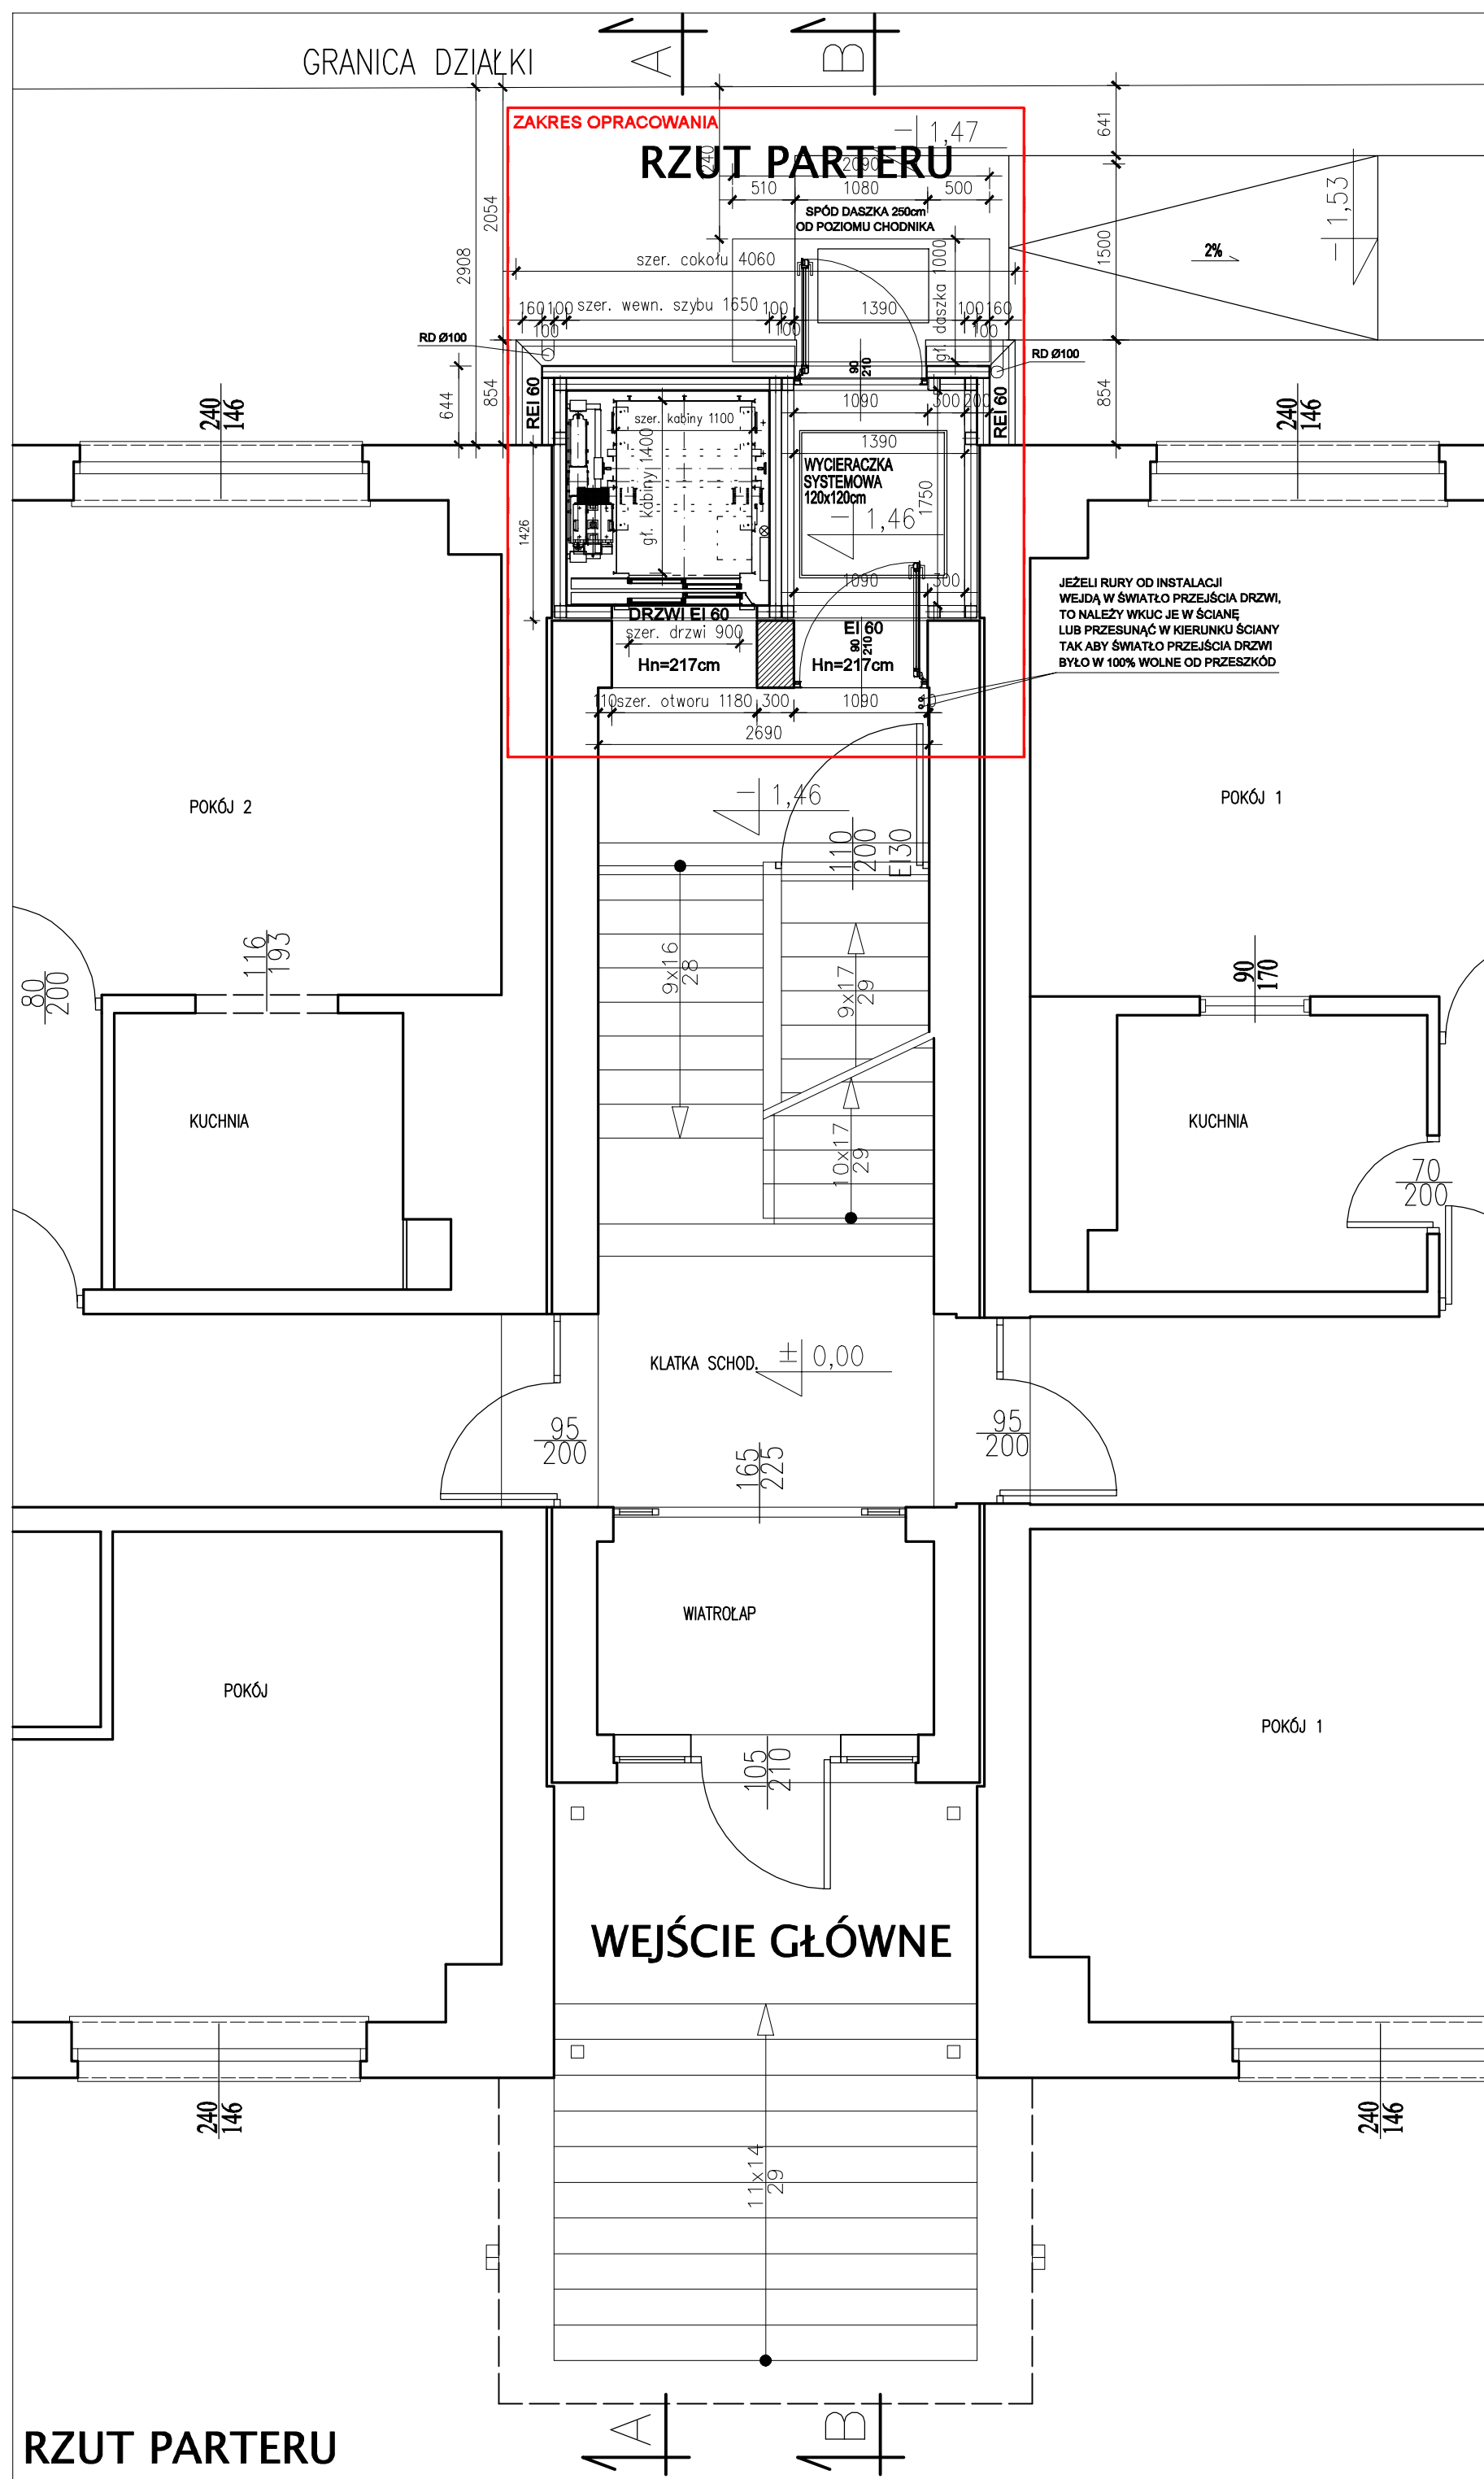 A
B
GRANICA DZIAŁKI
ZAKRES OPRACOWANIA
1,47
RZUT PARTERU
240
641
2090
510
1080
500
2054
2908
1500
1,53
2%
SPÓD DASZKA 250cm
OD POZIOMU CHODNIKA
szer. cokołu 4060
gł. daszka 1000
160
100
100
szer. wewn. szybu 1650
100
100
1390
100
160
100
RD Ø100
RD Ø100
90
210
240
146
644
854
REI 60
szer. kabiny 1100
gł. kabiny 1400
1090
300
200
REI 60
854
240
146
1390
WYCIERACZKA
SYSTEMOWA
120x120cm
1750
1426
1,46
1090
300
JEŻELI RURY OD INSTALACJI
WEJDĄ W ŚWIATŁO PRZEJŚCIA DRZWI,
TO NALEŻY WKUC JE W ŚCIANĘ
LUB PRZESUNĄĆ W KIERUNKU ŚCIANY
TAK ABY ŚWIATŁO PRZEJŚCIA DRZWI
BYŁO W 100% WOLNE OD PRZESZKÓD
DRZWI EI 60
szer. drzwi 900
Hn=217cm
EI 60
90
210
Hn=217cm
110
szer. otworu 1180
300
1090
10
2690
POKÓJ 2
1,46
POKÓJ 1
110
200
EI30
116
193
80
200
9x16
28
9x17
29
90
170
KUCHNIA
10x17
29
KUCHNIA
70
200
KLATKA SCHOD.
± 0,00
95
200
165
225
95
200
WIATROŁAP
POKÓJ
POKÓJ 1
105
210
WEJŚCIE GŁÓWNE
240
146
11x14
29
240
146
A
B
RZUT PARTERU